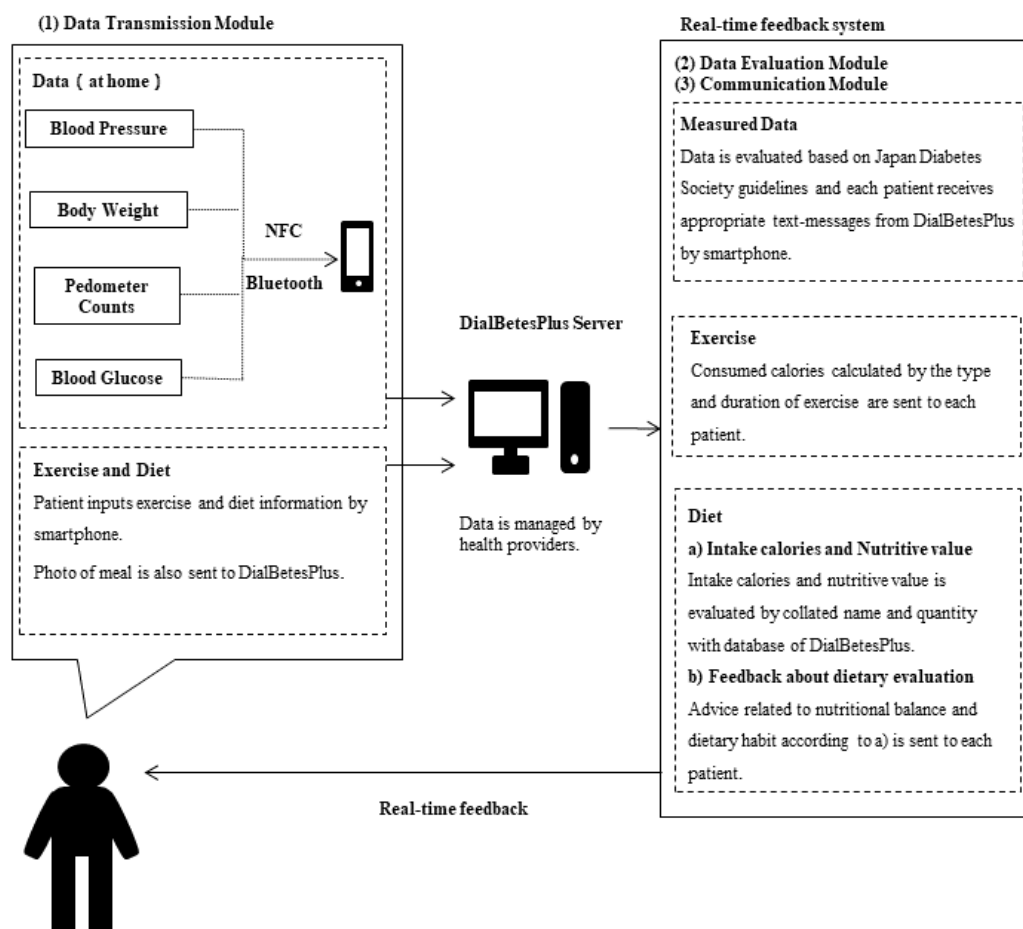 (1) Data Transmission Module
Data ( at home )
Blood Pressure
Body Weight
Pedometer
Counts
Blood Glucose
NFC
Bluetooth
Exercise and Diet
Patient inputs exercise and diet information by
smartphone.
Photo of meal is also sent to DialBetesPlus.
DialBetesPlus Server
Data is managed by
health providers.
Real-time feedback system
(2) Data Evaluation Module
(3) Communication Module
Measured Data
Data is evaluated based on Japan Diabetes
Society guidelines and each patient receives
appropriate text-messages from DialBetesPlus
by smartphone.
Exercise
Consumed calories calculated by the type
and duration of exercise are sent to each
patient.
Diet
a) Intake calories and Nutritive value
Intake calories and nutritive value is
evaluated by collated name and quantity
with database of DialBetesPlus.
b) Feedback about dietary evaluation
Advice related to nutritional balance and
dietary habit according to a) is sent to each
patient.
Real-time feedback